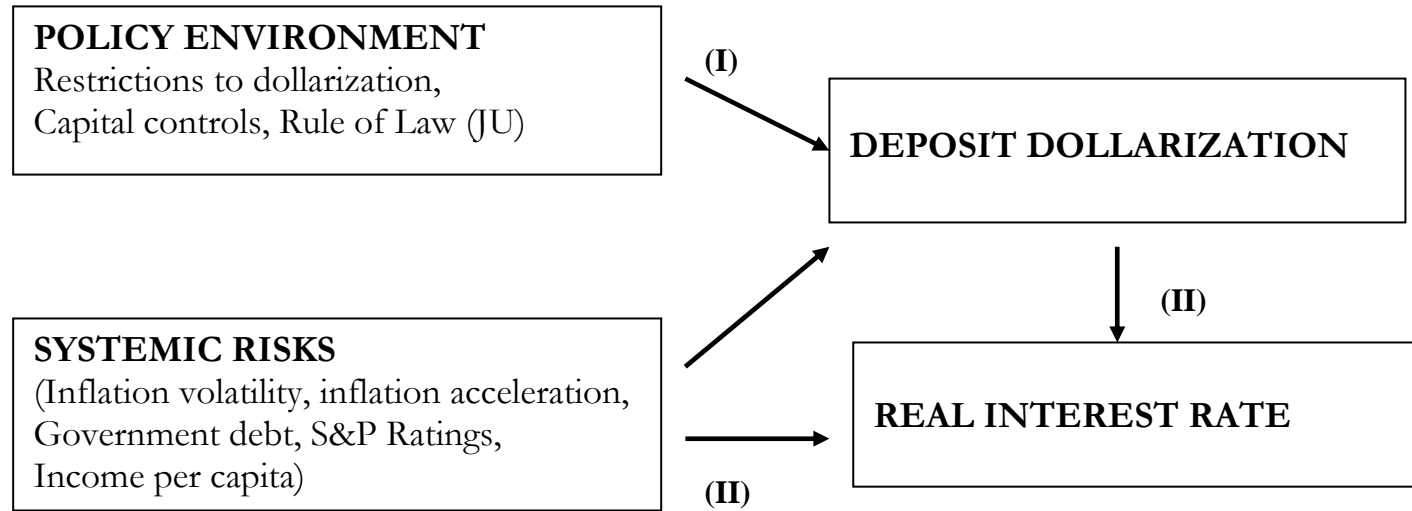 POLICY ENVIRONMENT
Restrictions to dollarization,
Capital controls, Rule of Law (JU)
(I)
DEPOSIT DOLLARIZATION
(II)
SYSTEMIC RISKS
(Inflation volatility, inflation acceleration,
Government debt, S&P Ratings,
Income per capita)
REAL INTEREST RATE
(II)